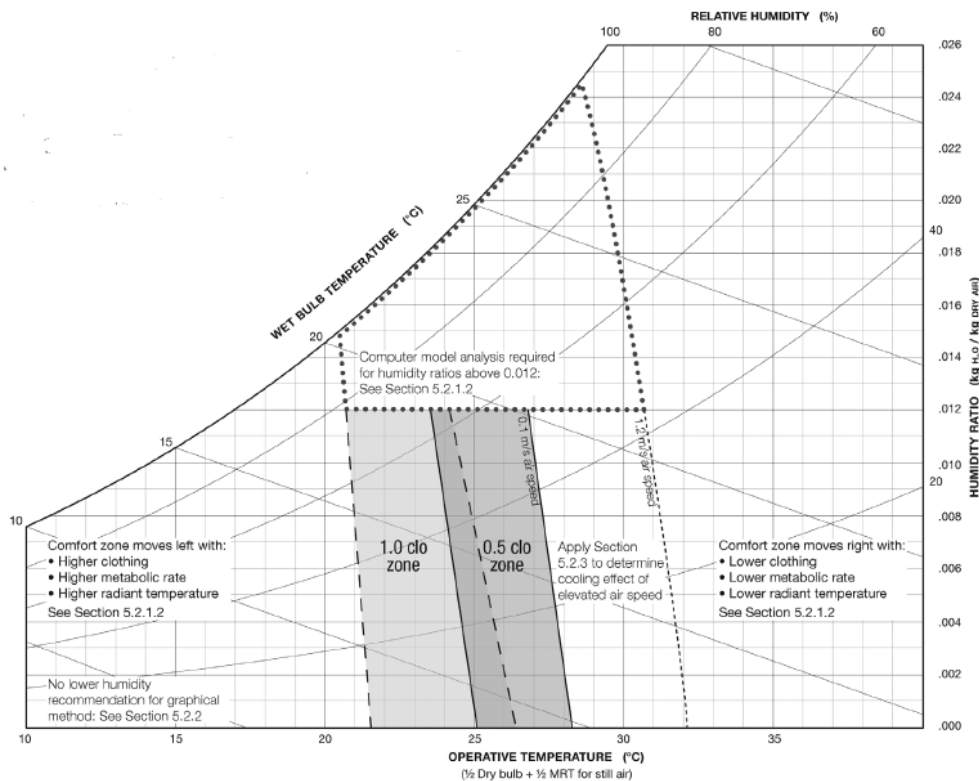 RELATIVE HUMIDITY (%)
100
80
60
.026
.024
.022
25
.020
WET BULB TEMPERATURE (°C)
40
.018
.016
20
Computer model analysis required
for humidity ratios above 0.012:
See Section 5.2.1.2
.014
.012
15
0.1 m/s air speed
1.2 m/s air speed
HUMIDITY RATIO (kg H₂O / kg DRY AIR)
.010
20
10
.008
Comfort zone moves left with:
• Higher clothing
• Higher metabolic rate
• Higher radiant temperature
See Section 5.2.1.2
1.0 clo
zone
0.5 clo
zone
Apply Section
5.2.3 to determine
cooling effect of
elevated air speed
Comfort zone moves right with:
• Lower clothing
• Lower metabolic rate
• Lower radiant temperature
See Section 5.2.1.2
.006
.004
.002
No lower humidity
recommendation for graphical
method: See Section 5.2.2
.000
10
15
20
25
30
35
OPERATIVE TEMPERATURE (°C)
(½ Dry bulb + ½ MRT for still air)